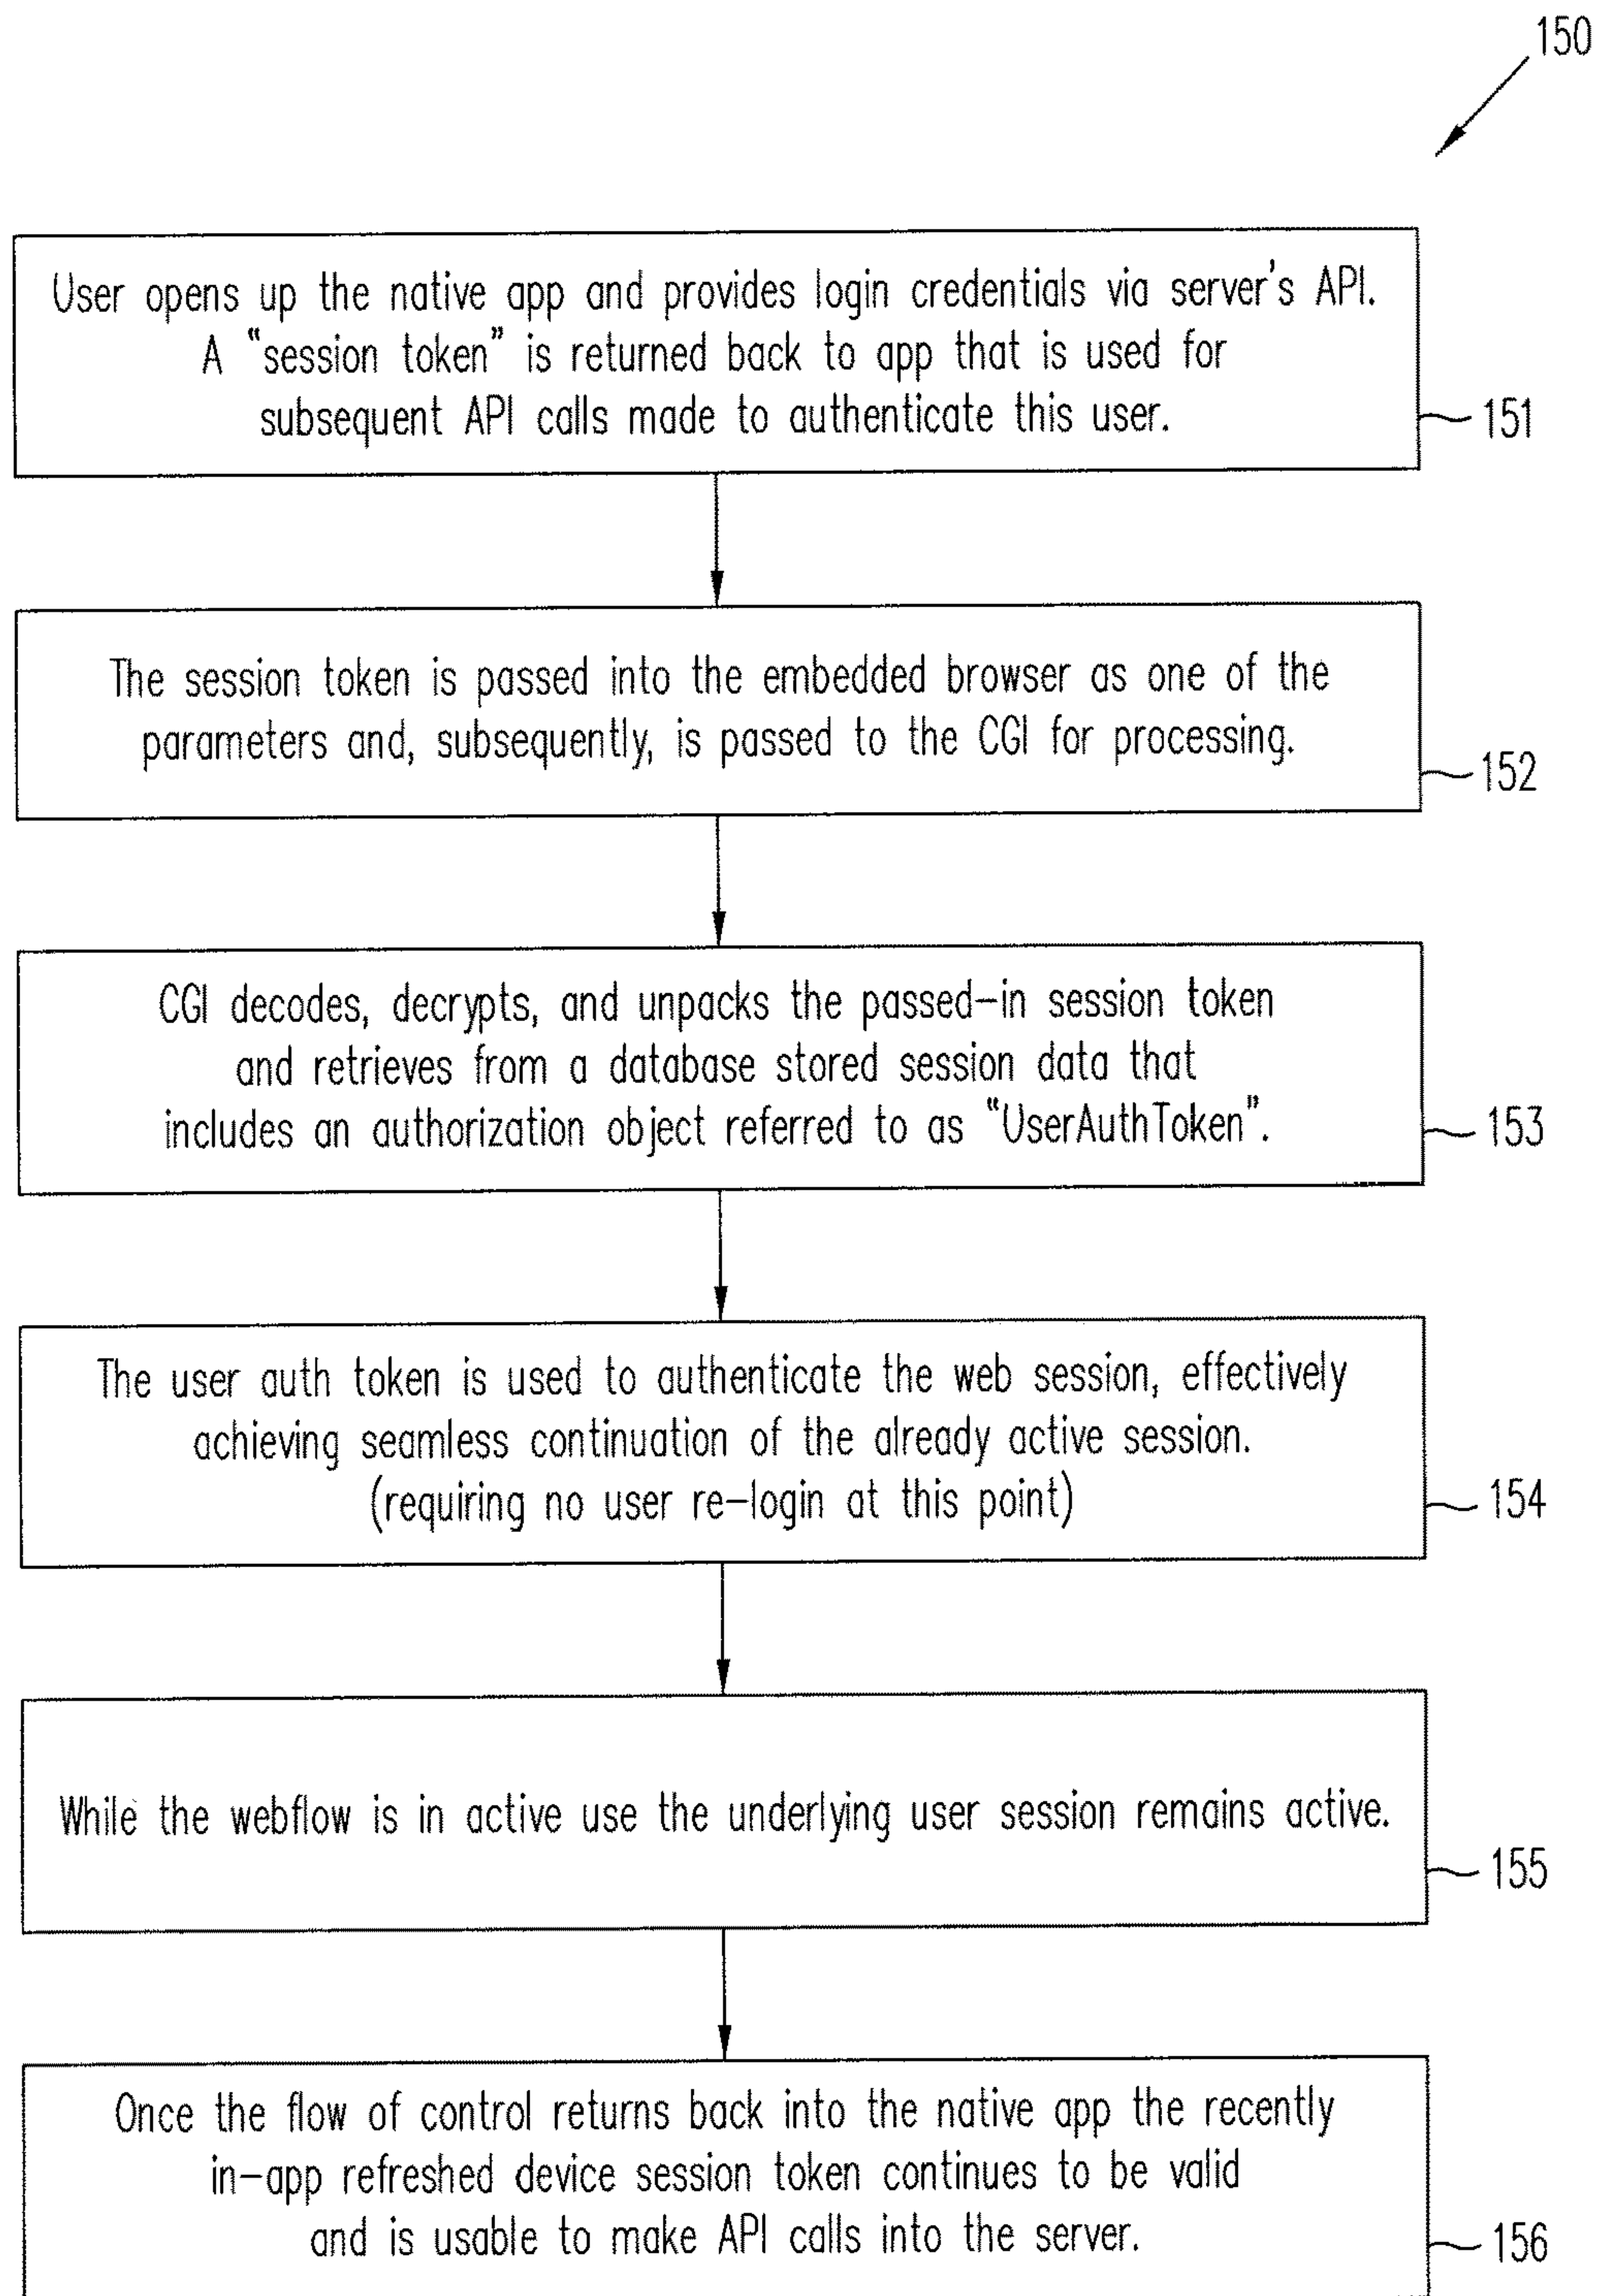 150
User opens up the native app and provides login credentials via server's API.
A “session token” is returned back to app that is used for
subsequent API calls made to authenticate this user.
151
The session token is passed into the embedded browser as one of the
parameters and, subsequently, is passed to the CGI for processing.
152
CGI decodes, decrypts, and unpacks the passed-in session token
and retrieves from a database stored session data that
includes an authorization object referred to as “UserAuthToken”.
153
The user auth token is used to authenticate the web session, effectively
achieving seamless continuation of the already active session.
(requiring no user re-login at this point)
154
While the webflow is in active use the underlying user session remains active.
155
Once the flow of control returns back into the native app the recently
in-app refreshed device session token continues to be valid
and is usable to make API calls into the server.
156